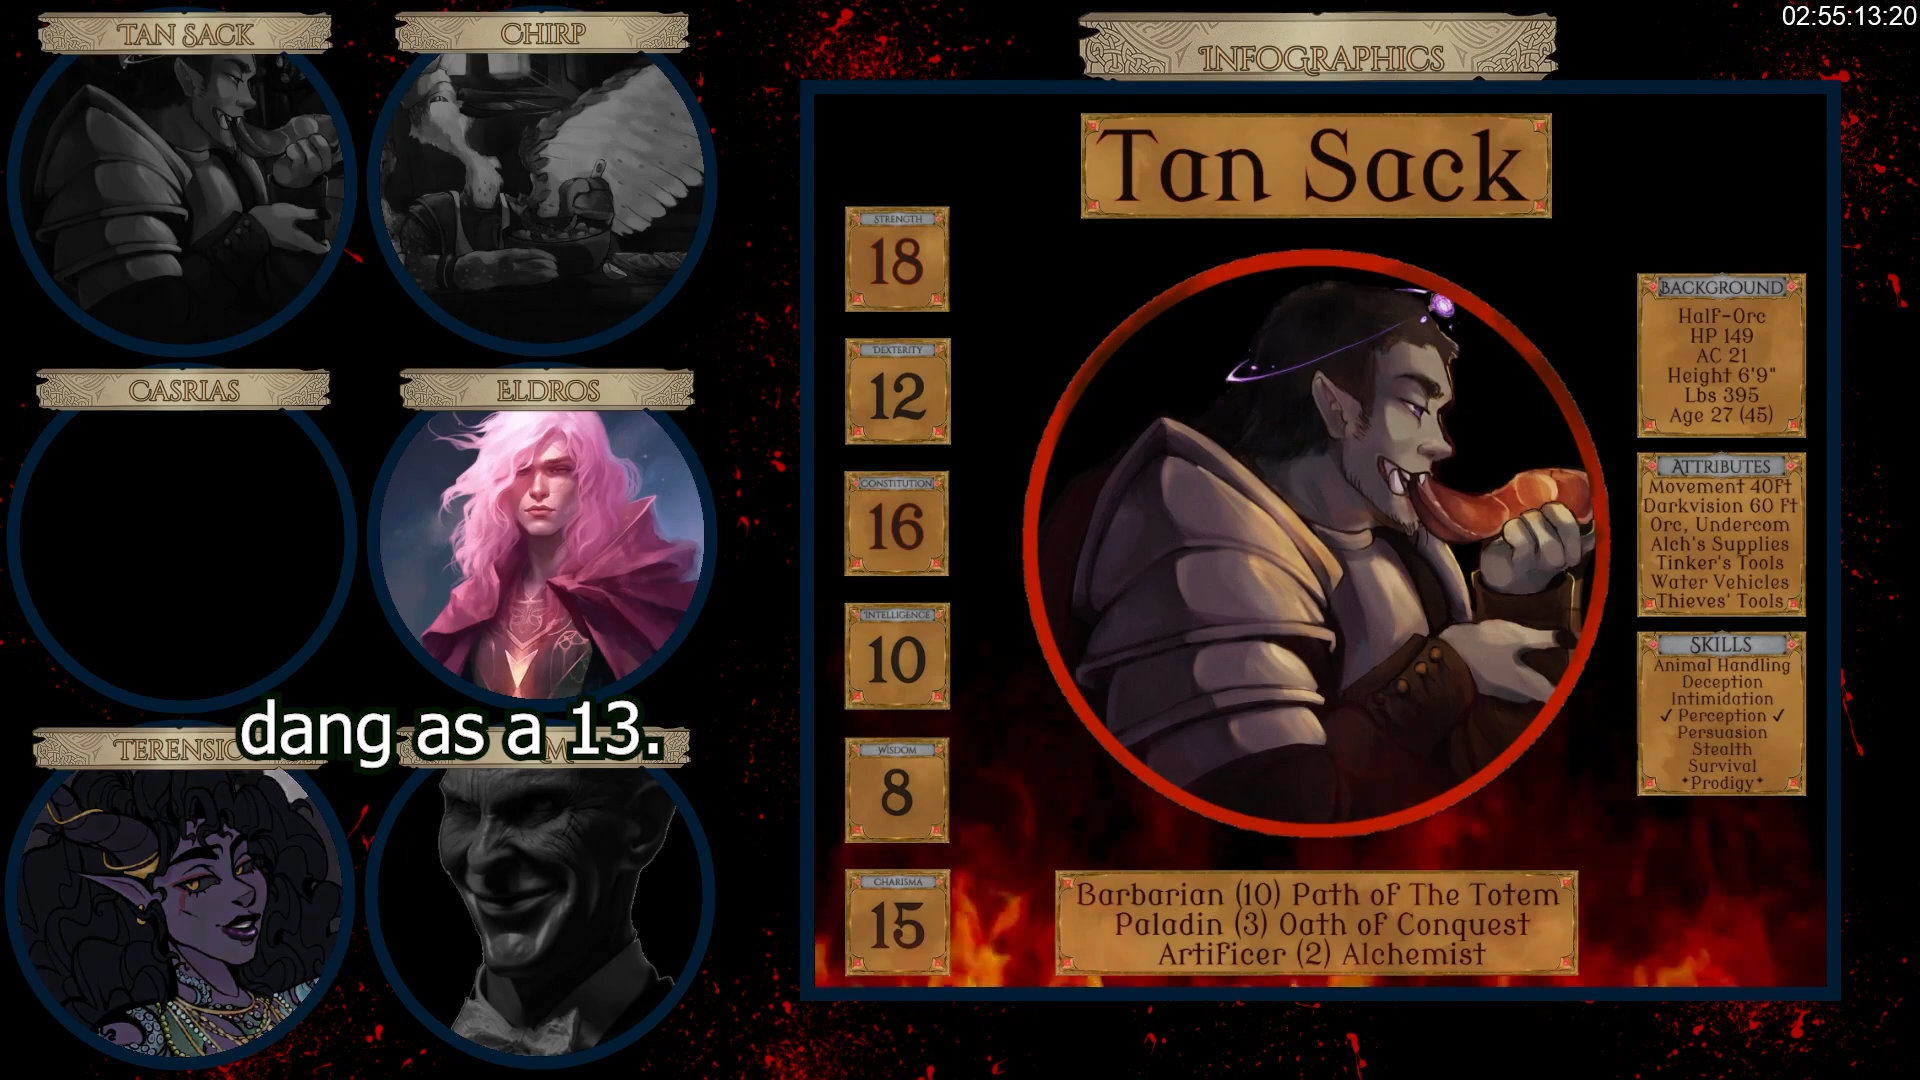 02:55:13:20
TAN SACK
CHIRP
CASRIAS
ELDROS
dang as a 13.
INFOGRAPHICS
Tan Sack
STRENGTH
18
DEXTERITY
12
CONSTITUTION
16
INTELLIGENCE
10
WISDOM
8
CHARISMA
15
BACKGROUND
Half-Orc
HP 149
AC 21
Height 6'9"
Lbs 395
Age 27 (45)
ATTRIBUTES
Movement 40Ft
Darkvision 60 Ft
Orc, Undercom
Alch's Supplies
Tinker's Tools
Water Vehicles
Thieves' Tools
SKILLS
Animal Handling
Deception
Intimidation
✓ Perception ✓
Persuasion
Stealth
Survival
*Prodigy*
Barbarian (10) Path of The Totem
Paladin (3) Oath of Conquest
Artificer (2) Alchemist